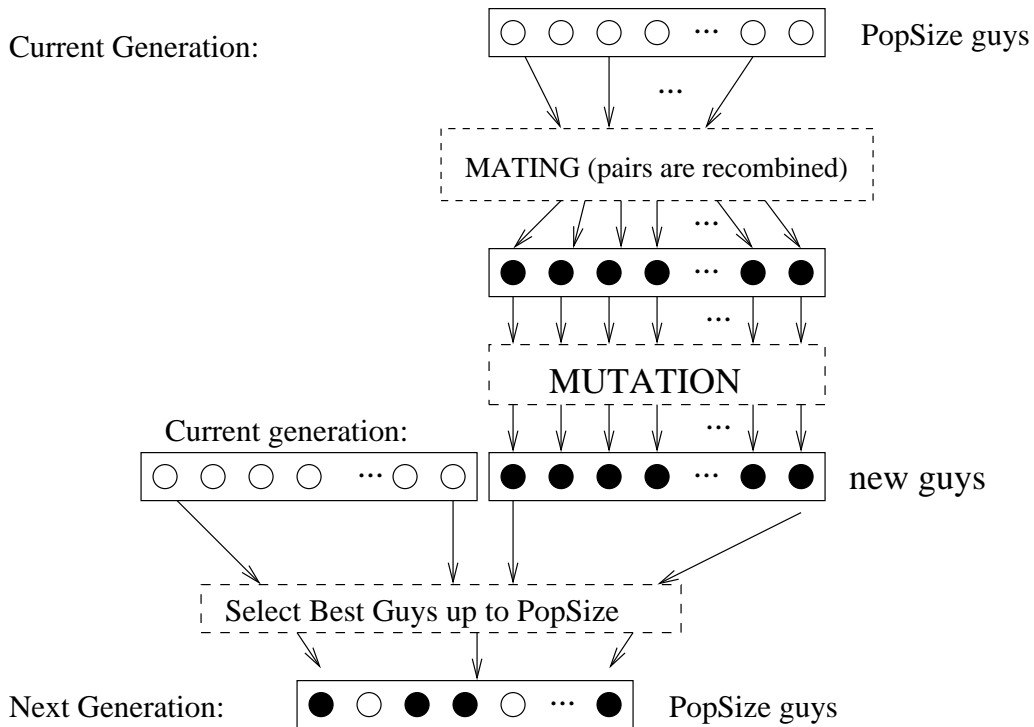 Current Generation:
... PopSize guys
...
MATING (pairs are recombined)
...
...
...
MUTATION
...
Current generation:
... ... new guys
Select Best Guys up to PopSize
Next Generation: ... PopSize guys